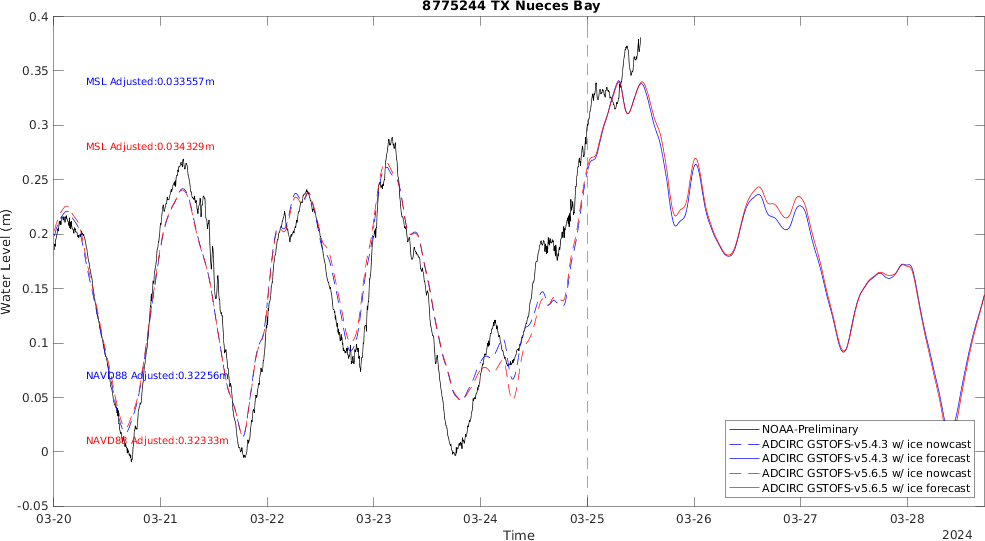 8775244 TX Nueces Bay
Water Level (m)
0.4
0.35
0.3
0.25
0.2
0.15
0.1
0.05
0
-0.05
MSL Adjusted:0.033557m
MSL Adjusted:0.034329m
NAVD88 Adjusted:0.32256m
NAVD88 Adjusted:0.32333m
NOAA-Preliminary
ADCIRC GSTOFS-v5.4.3 w/ ice nowcast
ADCIRC GSTOFS-v5.4.3 w/ ice forecast
ADCIRC GSTOFS-v5.6.5 w/ ice nowcast
ADCIRC GSTOFS-v5.6.5 w/ ice forecast
03-20 03-21 03-22 03-23 03-24 03-25 03-26 03-27 03-28
Time
2024